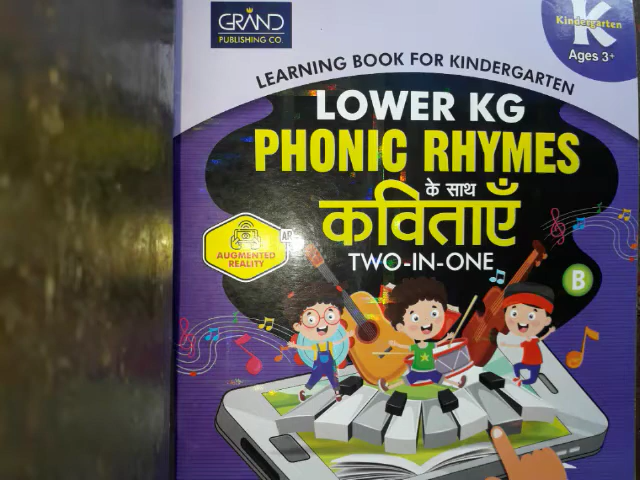 GRAND
PUBLISHING CO.
K
Kindergarten
Ages 3+
LEARNING BOOK FOR KINDERGARTEN
LOWER KG
PHONIC RHYMES
के साथ
कविताएँ
TWO-IN-ONE
AR
AUGMENTED
REALITY
B